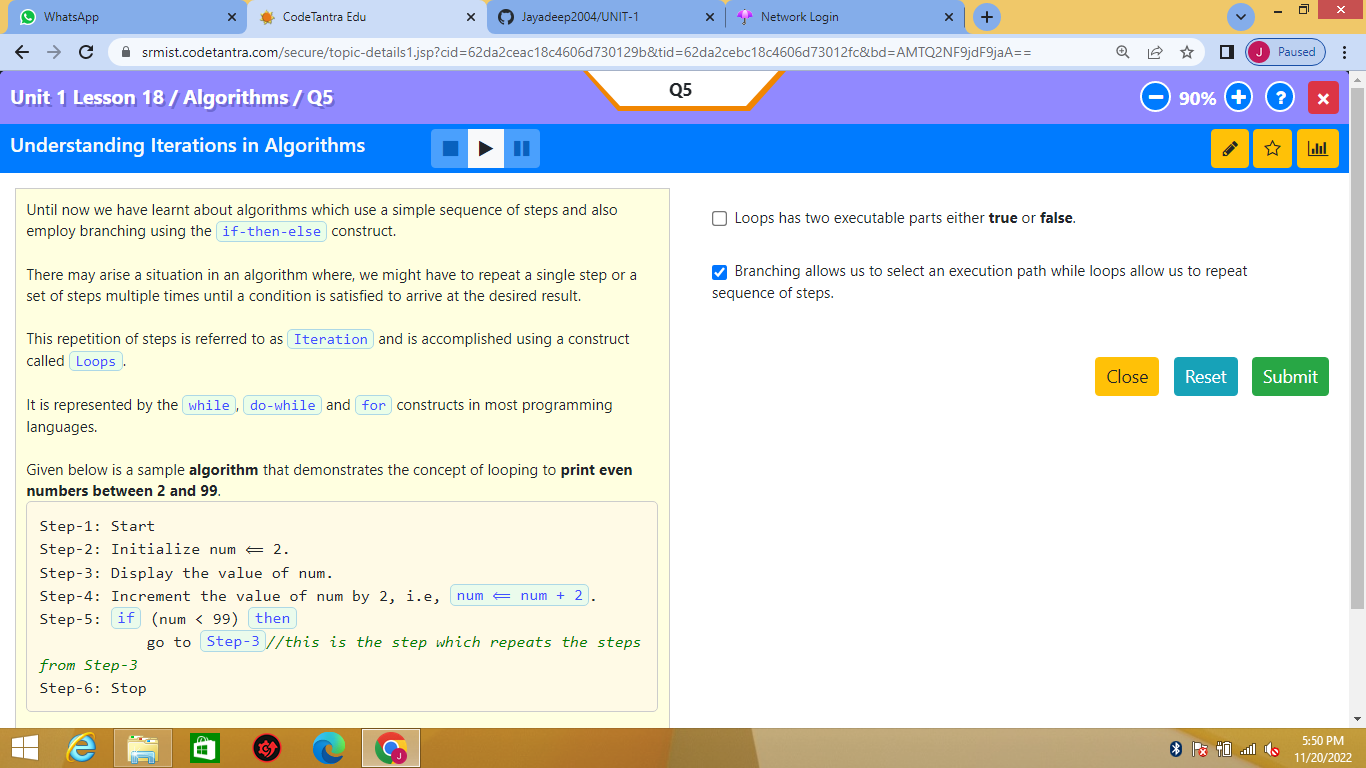 WhatsApp
CodeTantra Edu
Jayadeep2004/UNIT-1
Network Login
srmist.codetantra.com/secure/topic-details1.jsp?cid=62da2ceac18c4606d730129b&tid=62da2cebc18c4606d73012fc&bd=AMTQ2NF9jdF9jaA==
J Paused
Unit 1 Lesson 18 / Algorithms / Q5
Q5
90%
?
Understanding Iterations in Algorithms
Until now we have learnt about algorithms which use a simple sequence of steps and also
employ branching using the if-then-else construct.
There may arise a situation in an algorithm where, we might have to repeat a single step or a
set of steps multiple times until a condition is satisfied to arrive at the desired result.
This repetition of steps is referred to as Iteration and is accomplished using a construct
called Loops.
It is represented by the while, do-while and for constructs in most programming
languages.
Given below is a sample algorithm that demonstrates the concept of looping to print even
numbers between 2 and 99.
Step-1: Start
Step-2: Initialize num ⟸ 2.
Step-3: Display the value of num.
Step-4: Increment the value of num by 2, i.e, num ⟸ num + 2.
Step-5: if (num < 99) then
go to Step-3 //this is the step which repeats the steps
from Step-3
Step-6: Stop
Loops has two executable parts either true or false.
Branching allows us to select an execution path while loops allow us to repeat
sequence of steps.
Close
Reset
Submit
J
5:50 PM
11/20/2022